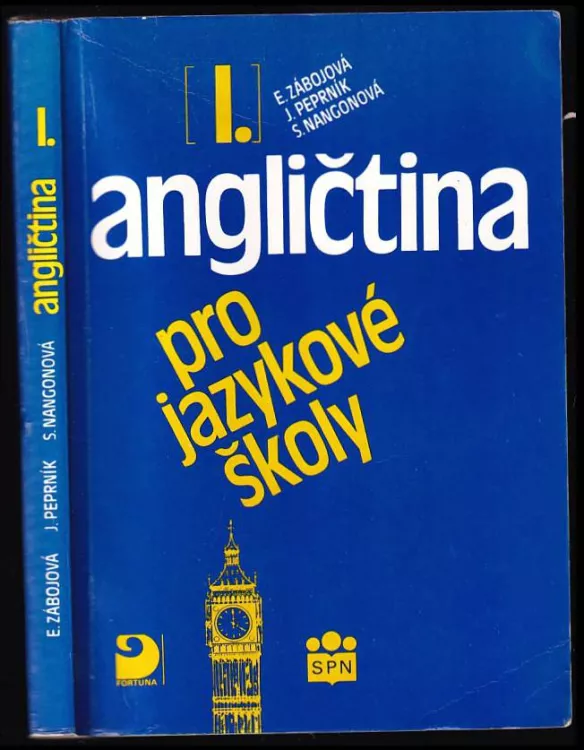 E. ZÁBOJOVÁ J. PEPRNÍK S. NANGONOVÁ angličtina I.
[I.]
E. ZÁBOJOVÁ
J. PEPRNÍK
S. NANGONOVÁ
angličtina
pro
jazykové
školy
FORTUNA
SPN